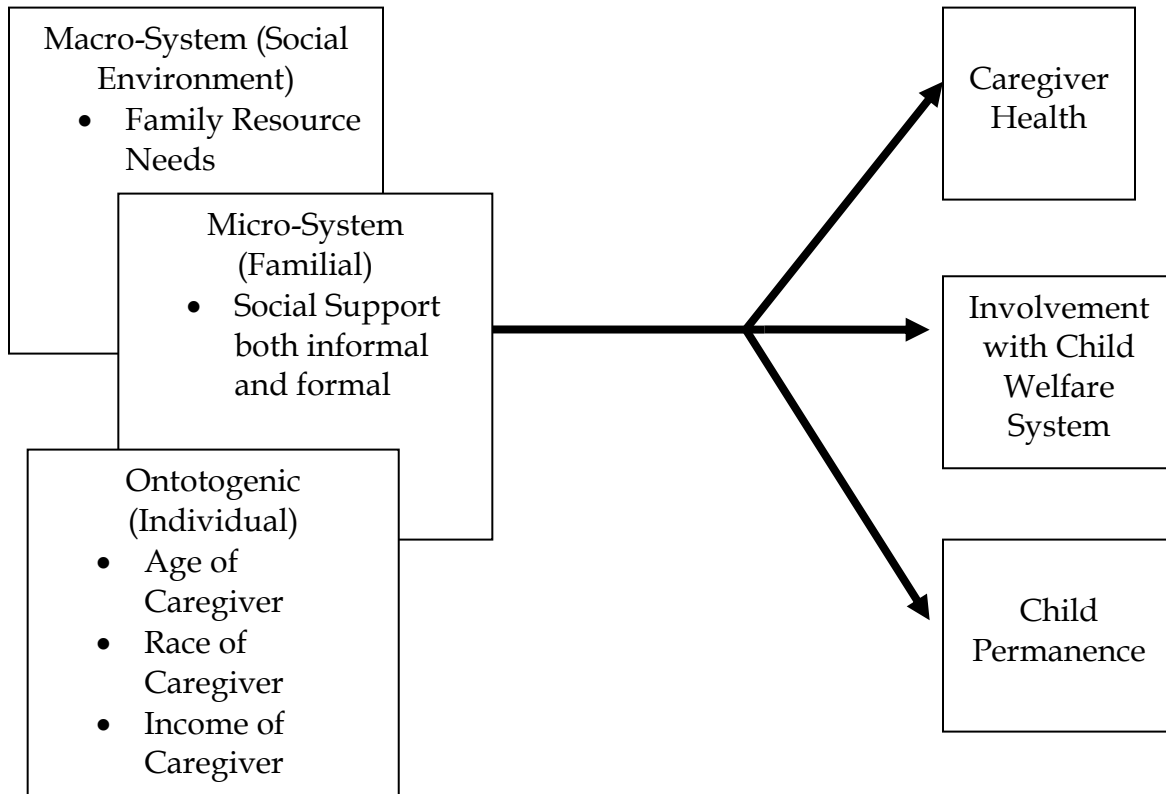 Macro-System (Social
Environment)
• Family Resource
Needs
Micro-System
(Familial)
• Social Support
both informal
and formal
Ontotogenic
(Individual)
• Age of
Caregiver
• Race of
Caregiver
• Income of
Caregiver
Caregiver
Health
Involvement
with Child
Welfare
System
Child
Permanence